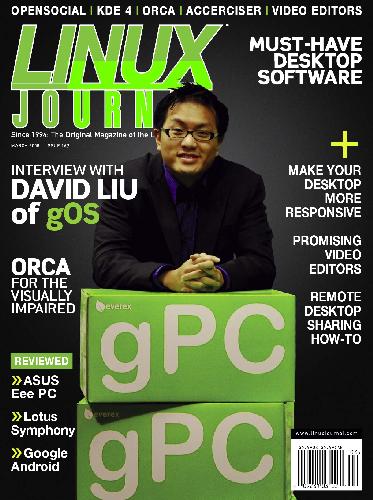 OPENSOCIAL | KDE 4 | ORCA | ACCERCISER | VIDEO EDITORS
LINUX
JOURN
Since 1994: The Original Magazine of the L
MUST-HAVE
DESKTOP
SOFTWARE
+
MAKE YOUR
DESKTOP
MORE
RESPONSIVE
PROMISING
VIDEO
EDITORS
REMOTE
DESKTOP
SHARING
HOW-TO
INTERVIEW WITH
DAVID LIU
of gOS
ORCA
FOR THE
VISUALLY
IMPAIRED
REVIEWED
»ASUS
Eee PC
»Lotus
Symphony
»Google
Android
everex
gPC
everex
gPC
www.linuxjournal.com